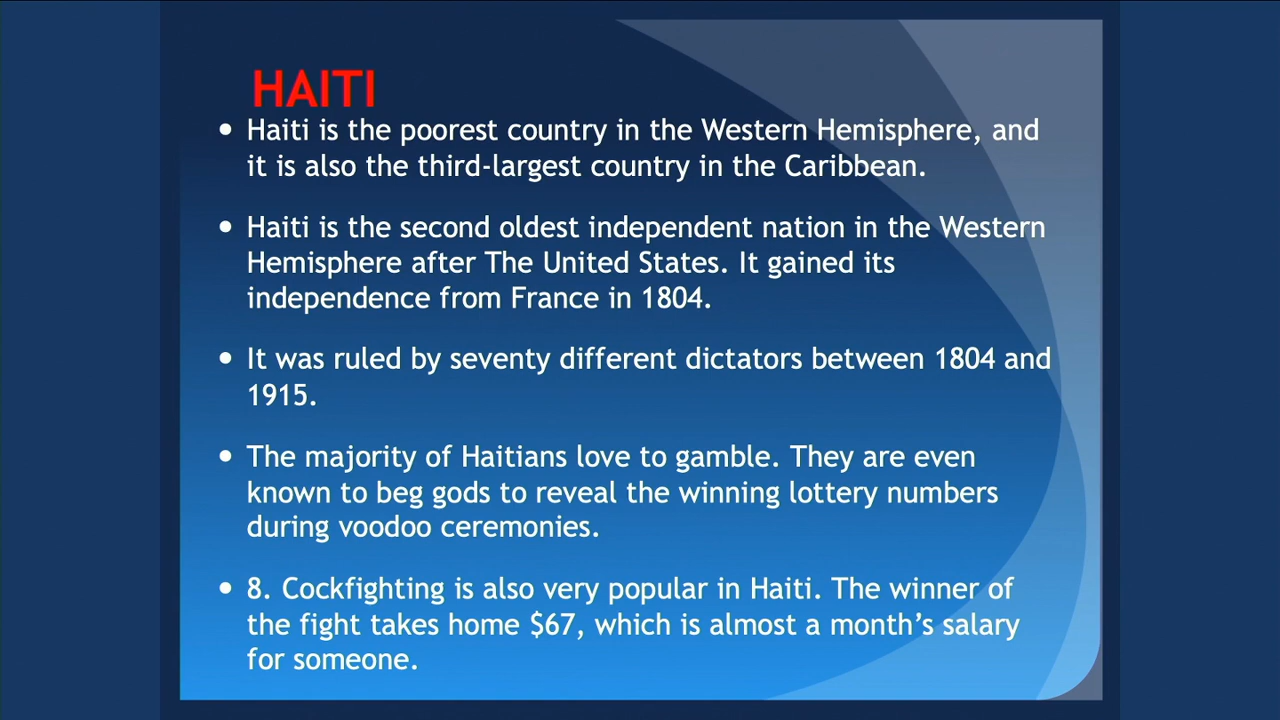 HAITI
• Haiti is the poorest country in the Western Hemisphere, and
it is also the third-largest country in the Caribbean.
• Haiti is the second oldest independent nation in the Western
Hemisphere after The United States. It gained its
independence from France in 1804.
• It was ruled by seventy different dictators between 1804 and
1915.
• The majority of Haitians love to gamble. They are even
known to beg gods to reveal the winning lottery numbers
during voodoo ceremonies.
• 8. Cockfighting is also very popular in Haiti. The winner of
the fight takes home $67, which is almost a month’s salary
for someone.